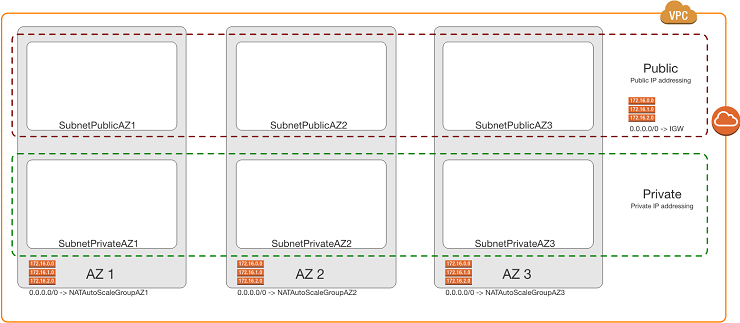 VPC
SubnetPublicAZ1
SubnetPublicAZ2
SubnetPublicAZ3
Public
Public IP addressing
172.16.0.0
172.16.1.0
172.16.2.0
0.0.0.0/0 -> IGW
SubnetPrivateAZ1
SubnetPrivateAZ2
SubnetPrivateAZ3
Private
Private IP addressing
172.16.0.0
172.16.1.0
172.16.2.0
AZ 1
0.0.0.0/0 -> NATAutoScaleGroupAZ1
172.16.0.0
172.16.1.0
172.16.2.0
AZ 2
0.0.0.0/0 -> NATAutoScaleGroupAZ2
172.16.0.0
172.16.1.0
172.16.2.0
AZ 3
0.0.0.0/0 -> NATAutoScaleGroupAZ3